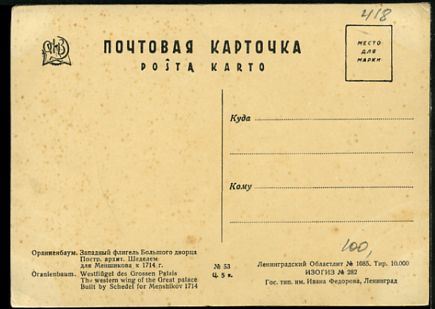 418
ПОЧТОВАЯ КАРТОЧКА
POŜTA KARTO
МЕСТО
ДЛЯ
МАРКИ
Куда
Кому
100,
Ораниенбаум. Западный флигель Большого дворца
Постр. архит. Шеделем
для Меншикова к 1714 г.
Oranienbaum. Westflügel des Grossen Palais
The western wing of the Great palace
Built by Schedel for Menshikov 1714
№ 53
Ц. 5 к.
Ленинградский Областлит № 1685. Тир. 10.000
ИЗОГИЗ № 282
Гос. тип. им. Ивана Федорова, Ленинград